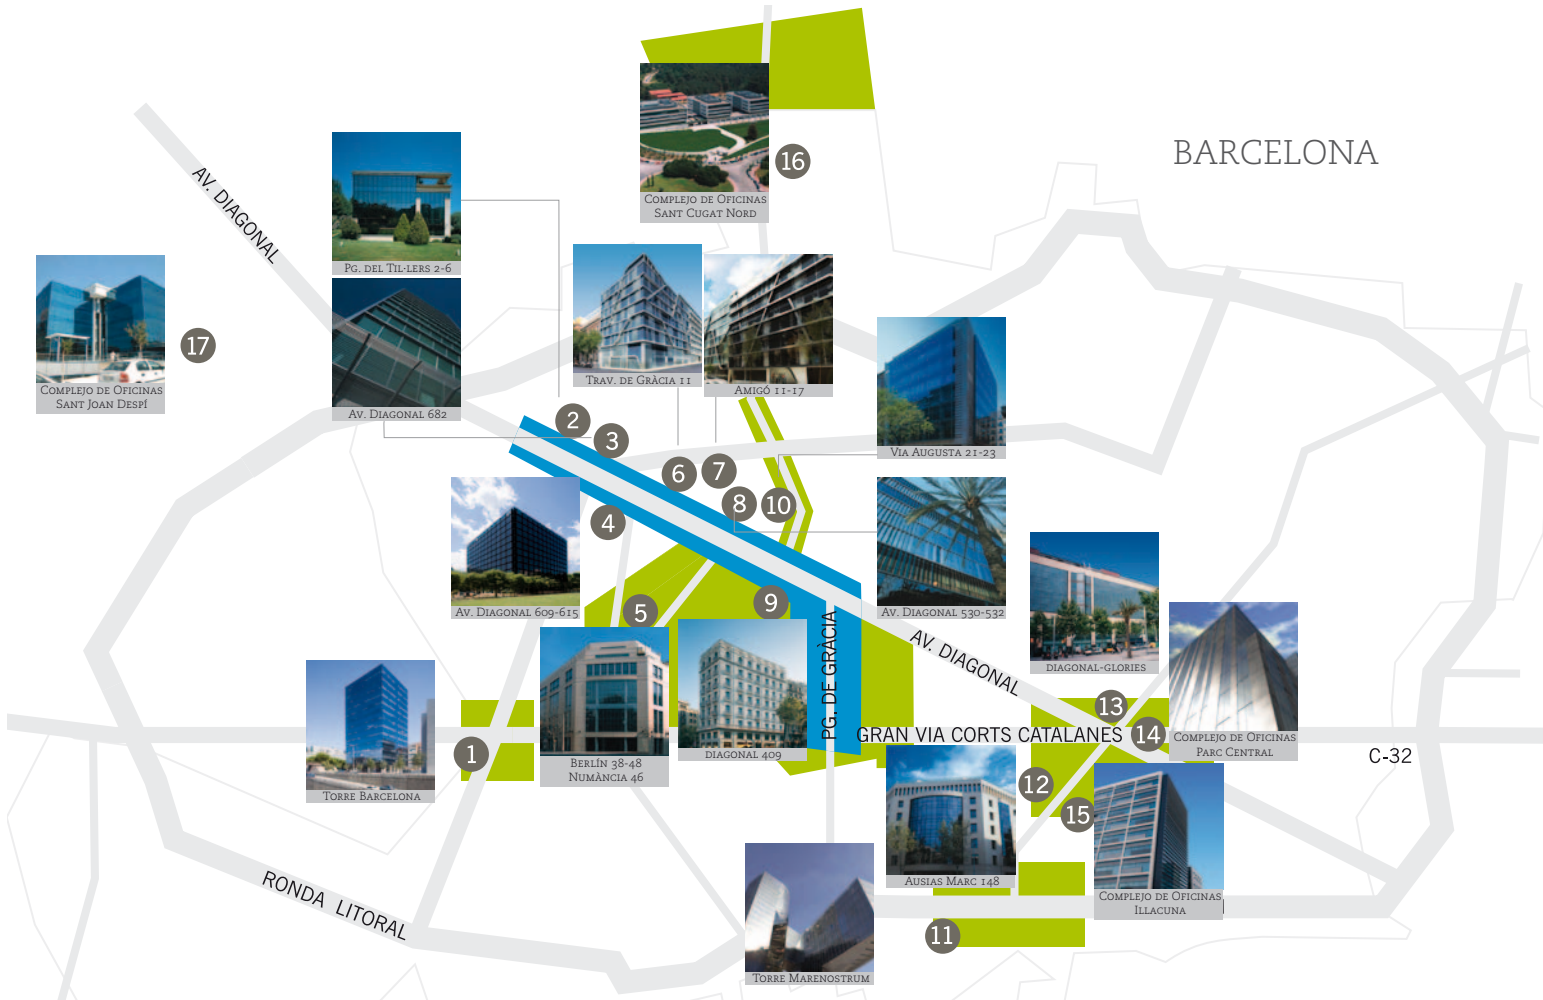 BARCELONA
16
COMPLEJO DE OFICINAS
SANT CUGAT NORD
AV. DIAGONAL
PG. DEL TIL·LERS 2-6
17
COMPLEJO DE OFICINAS
SANT JOAN DESPÍ
AV. DIAGONAL 682
TRAV. DE GRÀCIA 11
AMIGÓ 11-17
VIA AUGUSTA 21-23
2
3
6
7
8
10
4
AV. DIAGONAL 609-615
5
9
AV. DIAGONAL 530-532
PG. DE GRÀCIA
AV. DIAGONAL
DIAGONAL-GLORIES
13
14
GRAN VIA CORTS CATALANES
COMPLEJO DE OFICINAS
PARC CENTRAL
C-32
1
TORRE BARCELONA
BERLÍN 38-48
NUMÀNCIA 46
DIAGONAL 409
12
15
AUSIAS MARC 148
COMPLEJO DE OFICINAS
ILLACUNA
RONDA LITORAL
11
TORRE MARENOSTRUM